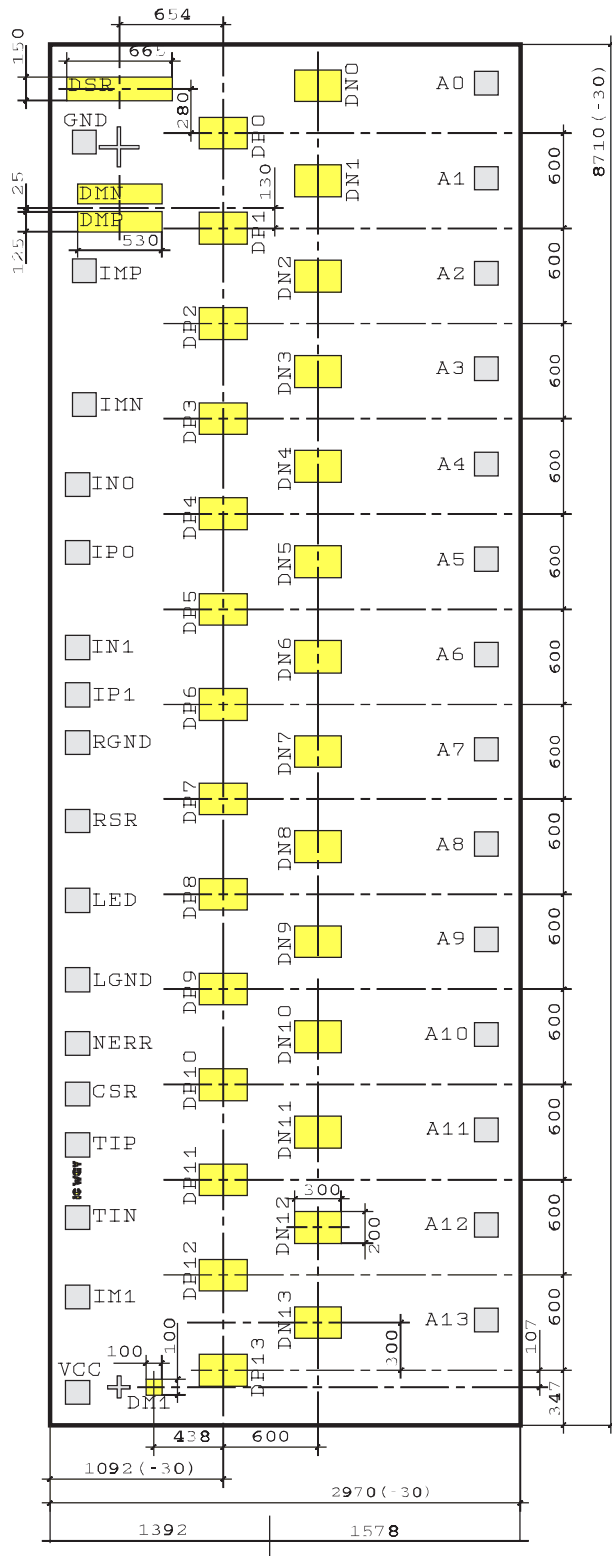 654
150
665
DSR
DN0
A0
280
GND
DP0
8710(-30)
600
DN1
A1
130
DMN
125
DMP
125
530
DP1
600
IMP
DN2
A2
DP2
600
DN3
A3
IMN
DP3
600
DN4
A4
IN0
DP4
600
DN5
A5
IP0
DP5
600
DN6
A6
IN1
IP1
DP6
600
RGND
DN7
A7
DP7
600
RSR
DN8
A8
DP8
600
LED
DN9
A9
DP9
600
LGND
DN10
A10
NERR
DP10
600
CSR
DN11
A11
TIP
DP11
600
300
TIN
DN12
200
A12
DP12
600
IM1
DN13
A13
300
107
100
100
VCC
DM1
DP13
347
438
600
1092(-30)
2970(-30)
1392
1578